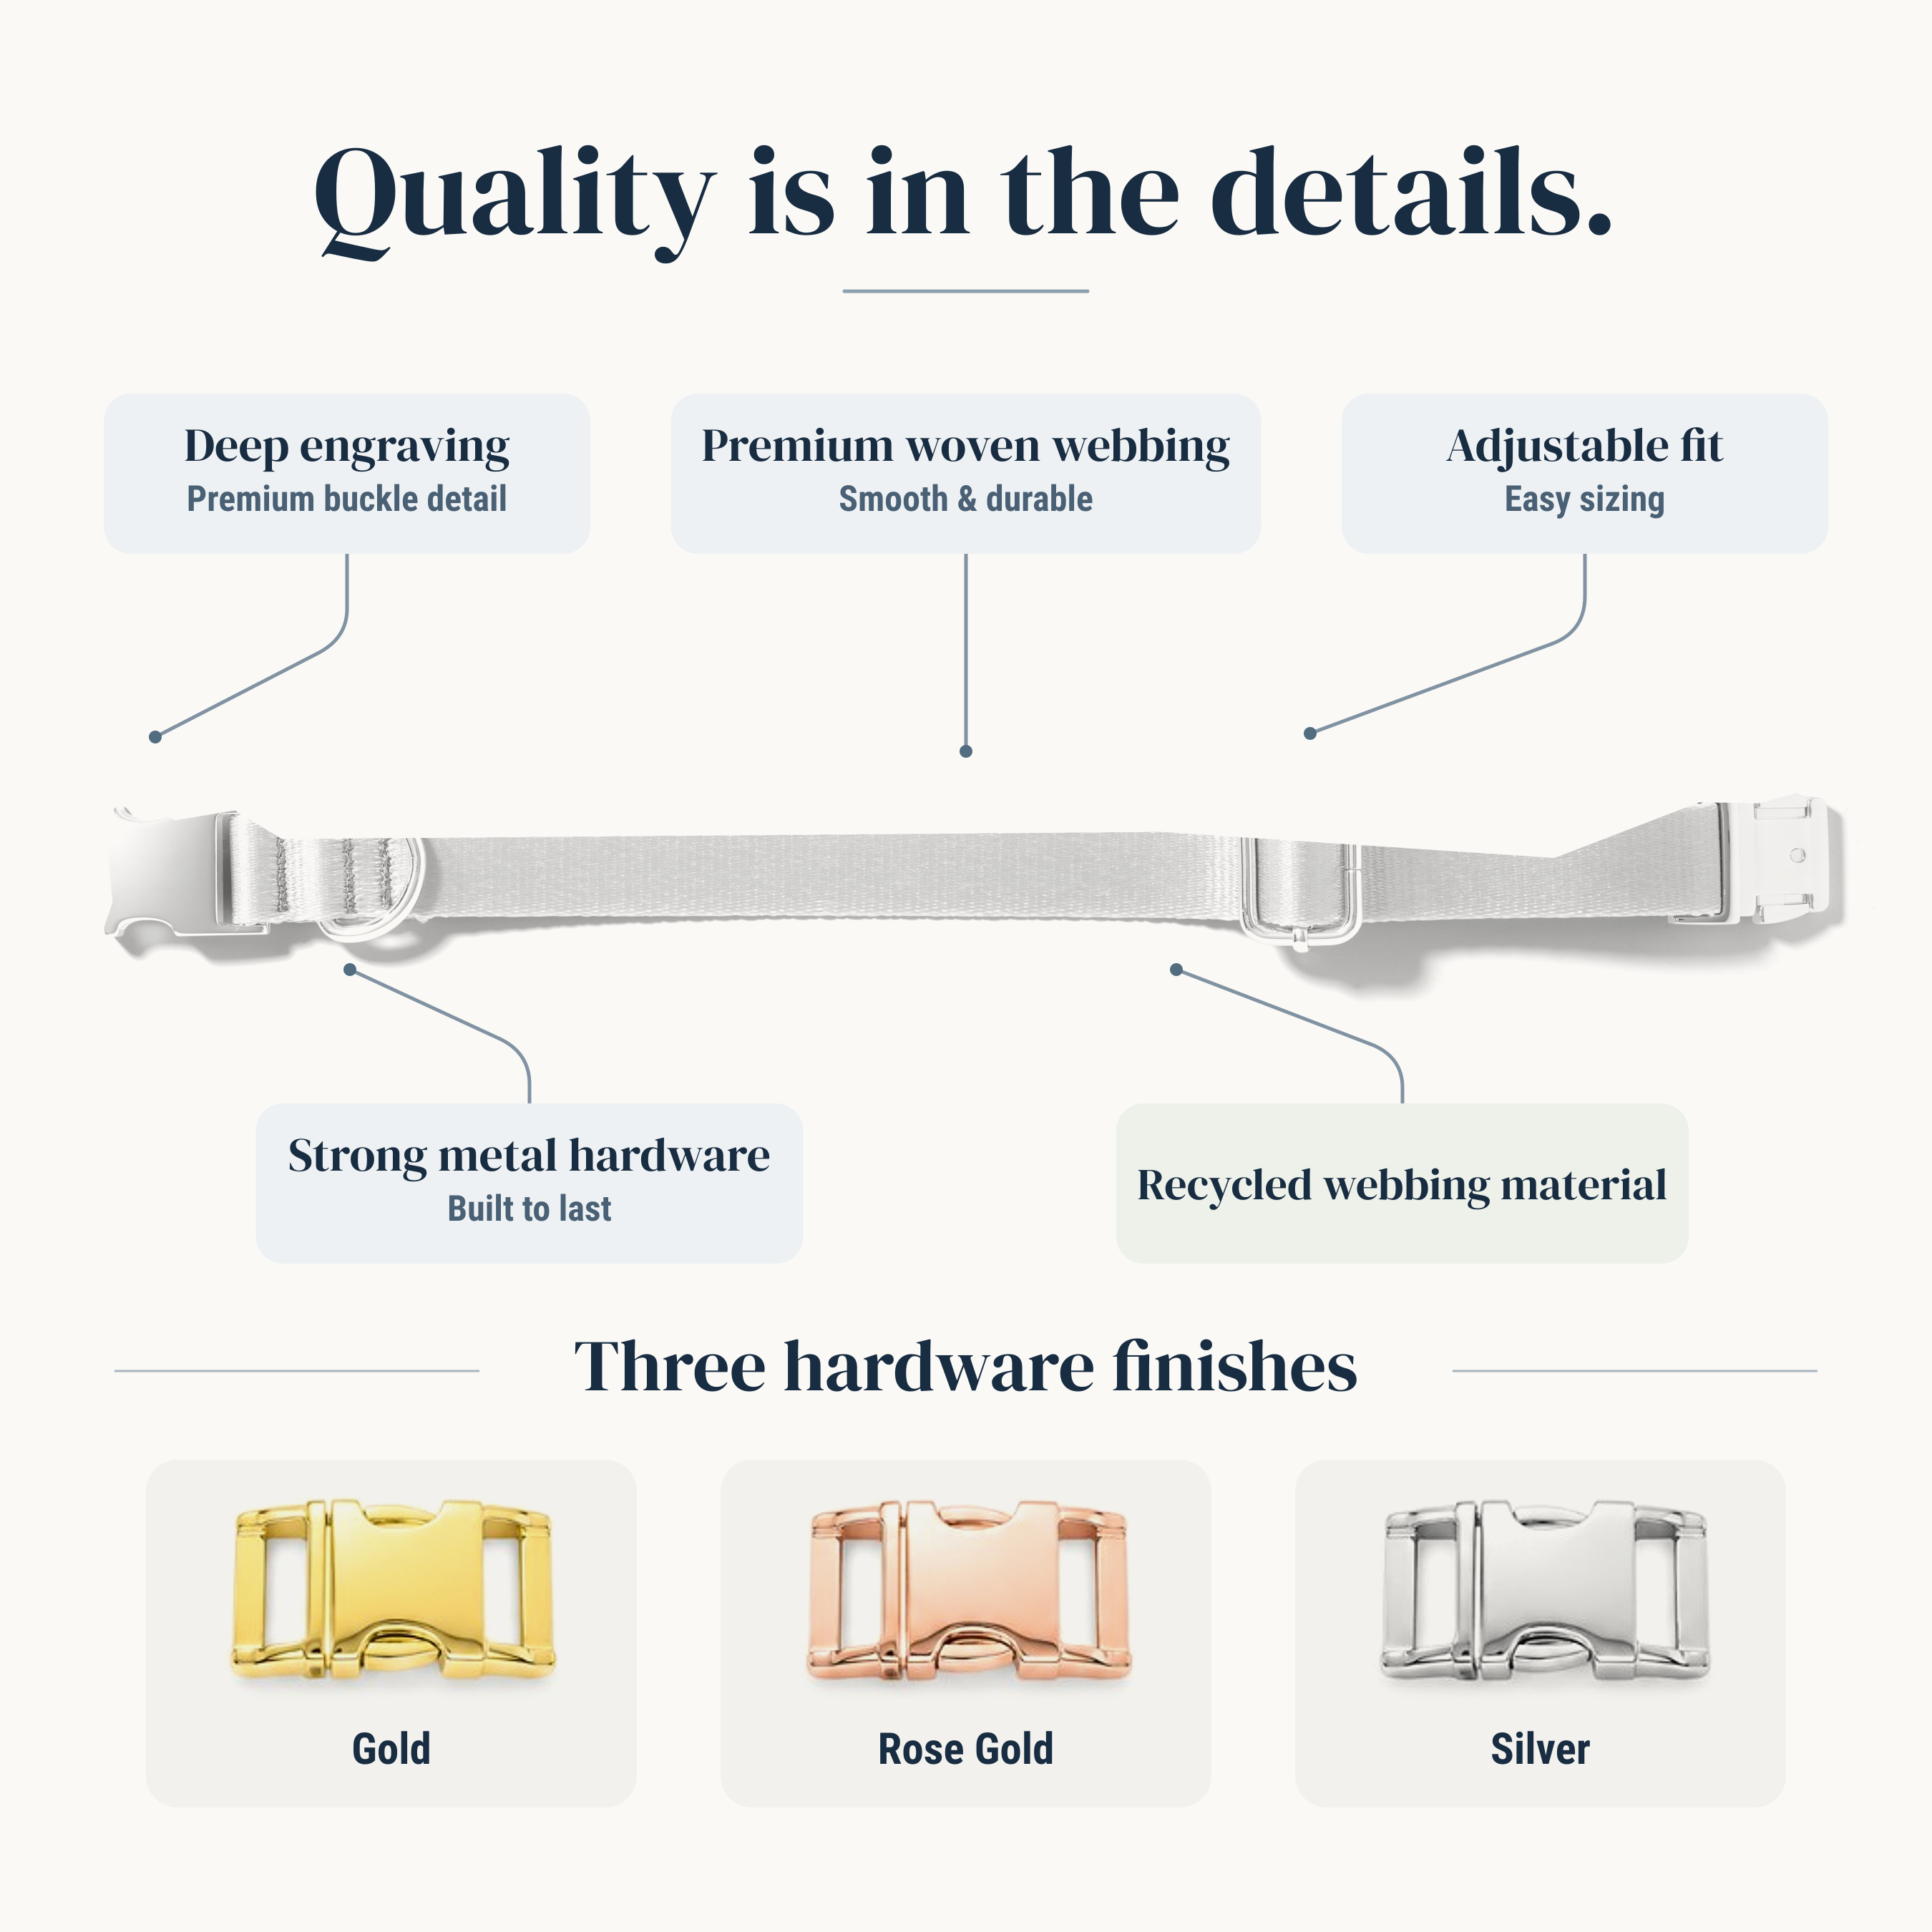 Quality is in the details.
Deep engraving
Premium buckle detail
Premium woven webbing
Smooth & durable
Adjustable fit
Easy sizing
Strong metal hardware
Built to last
Recycled webbing material
Three hardware finishes
Gold
Rose Gold
Silver